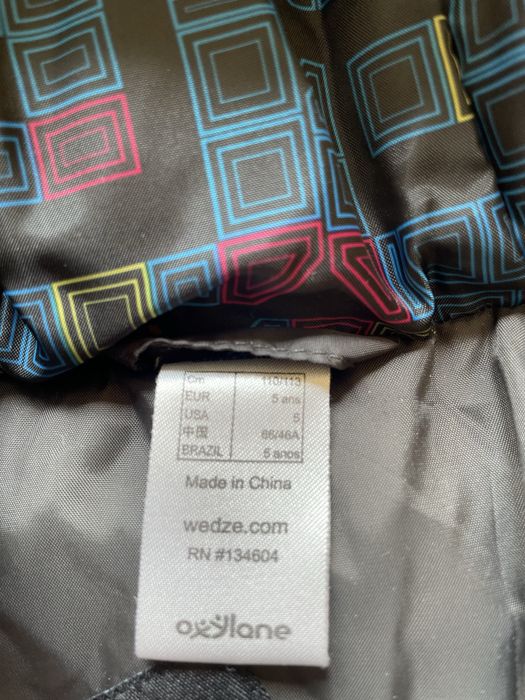 Cm 110/113
EUR 5 ans
USA 5
中国 66/46A
BRAZIL 5 anos
Made in China
wedze.com
RN #134604
oxylane